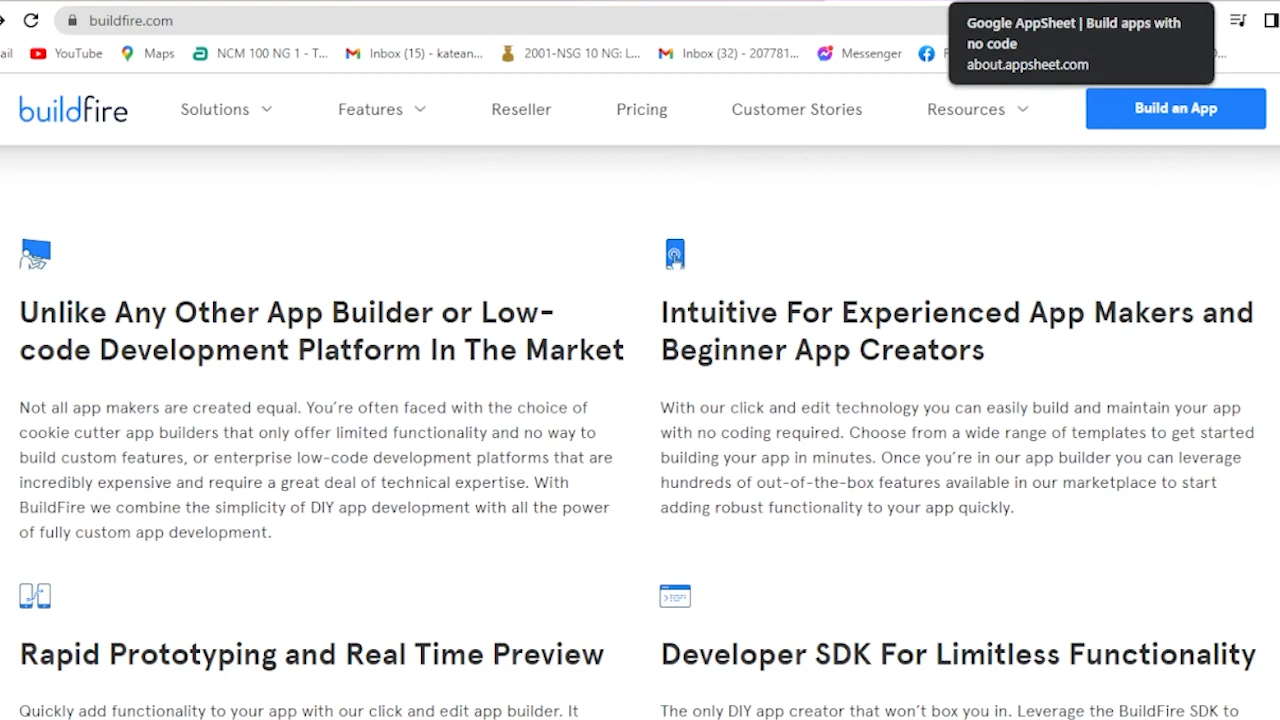 buildfire.com
Google AppSheet | Build apps with
no code
about.appsheet.com
ail YouTube Maps NCM 100 NG 1 - T... Inbox (15) - katean... 2001-NSG 10 NG: L... Inbox (32) - 207781... Messenger
buildfire Solutions Features Reseller Pricing Customer Stories Resources Build an App
Unlike Any Other App Builder or Low-
code Development Platform In The Market
Not all app makers are created equal. You're often faced with the choice of
cookie cutter app builders that only offer limited functionality and no way to
build custom features, or enterprise low-code development platforms that are
incredibly expensive and require a great deal of technical expertise. With
BuildFire we combine the simplicity of DIY app development with all the power
of fully custom app development.
Intuitive For Experienced App Makers and
Beginner App Creators
With our click and edit technology you can easily build and maintain your app
with no coding required. Choose from a wide range of templates to get started
building your app in minutes. Once you're in our app builder you can leverage
hundreds of out-of-the-box features available in our marketplace to start
adding robust functionality to your app quickly.
Rapid Prototyping and Real Time Preview
Quickly add functionality to your app with our click and edit app builder. It
Developer SDK For Limitless Functionality
The only DIY app creator that won't box you in. Leverage the BuildFire SDK to